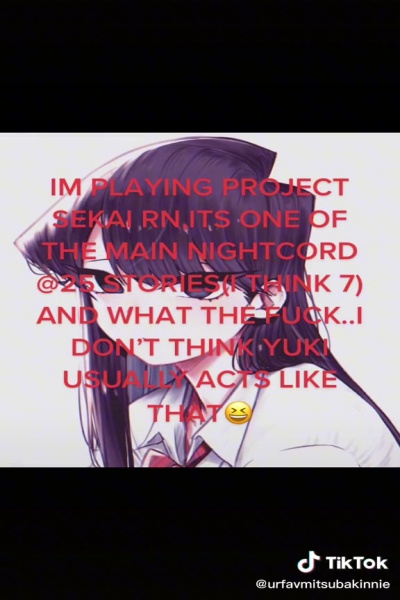 IM PLAYING PROJECT
SEKAI RN,ITS ONE OF
THE MAIN NIGHTCORD
@25 STORIES(I THINK 7)
AND WHAT THE FUCK..I
DON'T THINK YUKI
USUALLY ACTS LIKE
THAT😆
TikTok
@urfavmitsubakinnie